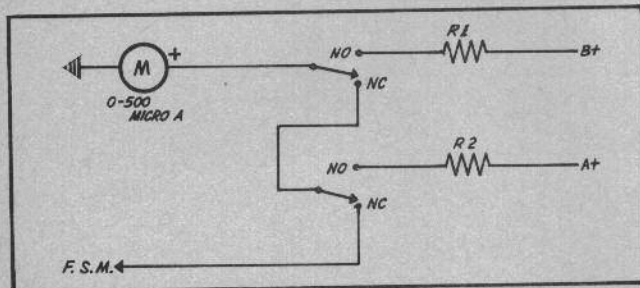 R1
NO
B+
M
+
NC
0-500
MICRO A
R2
NO
A+
NC
F.S.M.